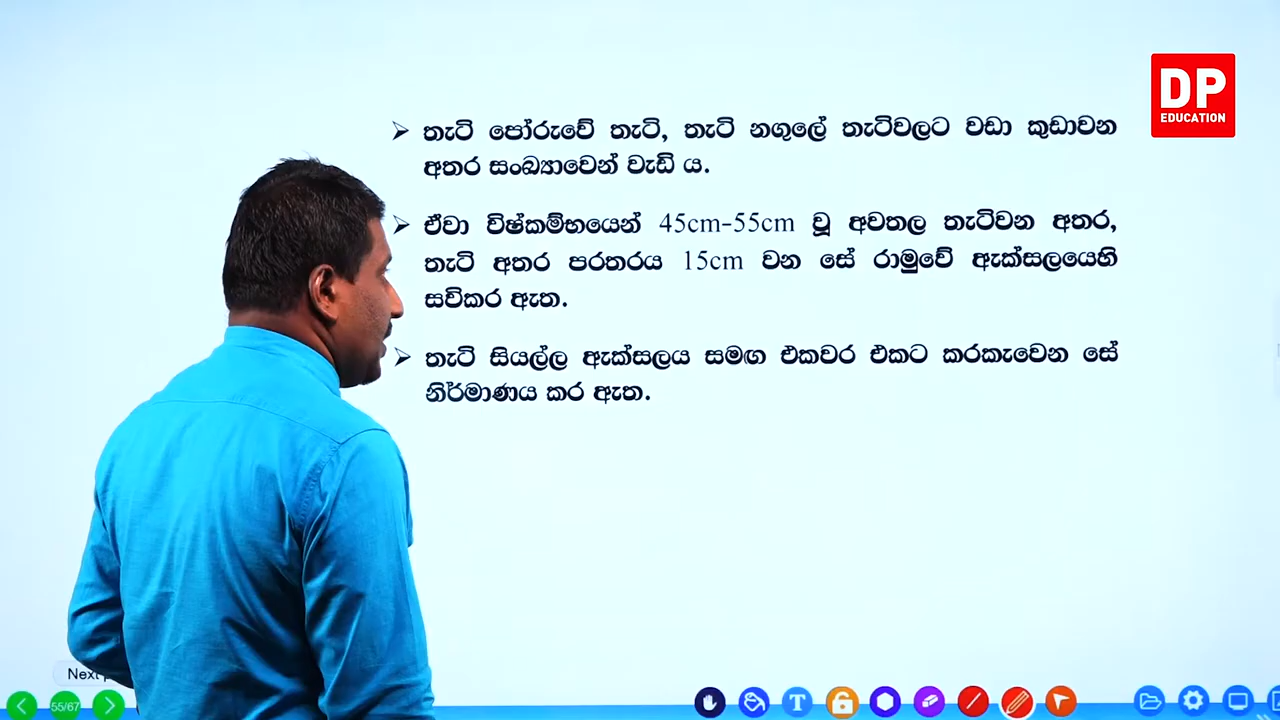 DP
EDUCATION
➢ තැටි පෝරුවේ තැටි, තැටි නගුලේ තැටිවලට වඩා කුඩාවන
අතර සංඛ්‍යාවෙන් වැඩි ය.
➢ ඒවා විෂ්කම්භයෙන් 45cm-55cm වූ අවතල තැටිවන අතර,
තැටි අතර පරතරය 15cm වන සේ රාමුවේ ඇක්සලයෙහි
සවිකර ඇත.
➢ තැටි සියල්ල ඇක්සලය සමඟ එකවර එකට කරකැවෙන සේ
නිර්මාණය කර ඇත.
Next
55/67
T